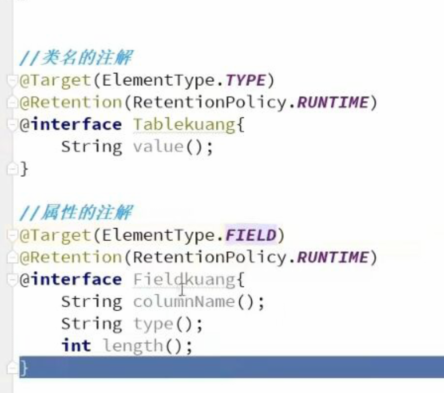 //类名的注解
@Target(ElementType.TYPE)
@Retention(RetentionPolicy.RUNTIME)
@interface Tablekuang{
String value();
}
//属性的注解
@Target(ElementType.FIELD)
@Retention(RetentionPolicy.RUNTIME)
@interface Fieldkuang{
String columnName();
String type();
int length();
}